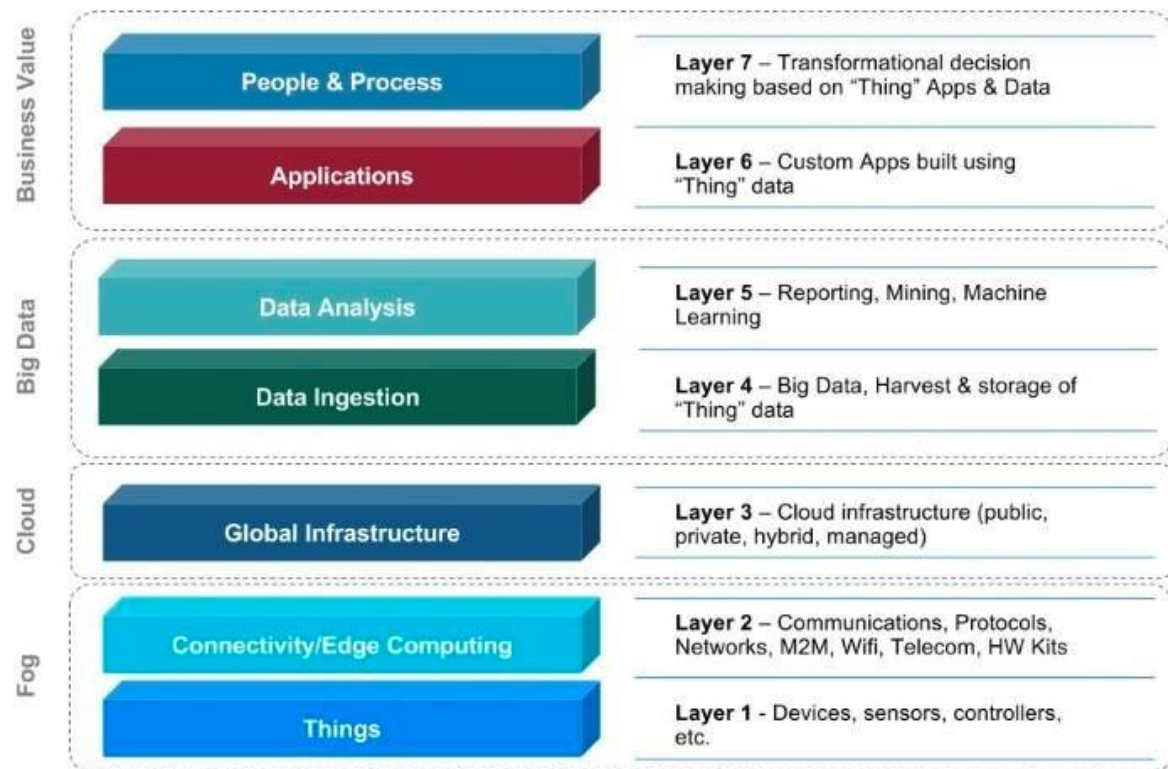 Business Value
People & Process
Layer 7 – Transformational decision
making based on “Thing” Apps & Data
Applications
Layer 6 – Custom Apps built using
“Thing” data
Big Data
Data Analysis
Layer 5 – Reporting, Mining, Machine
Learning
Data Ingestion
Layer 4 – Big Data, Harvest & storage of
“Thing” data
Cloud
Global Infrastructure
Layer 3 – Cloud infrastructure (public,
private, hybrid, managed)
Fog
Connectivity/Edge Computing
Layer 2 – Communications, Protocols,
Networks, M2M, Wifi, Telecom, HW Kits
Things
Layer 1 - Devices, sensors, controllers,
etc.